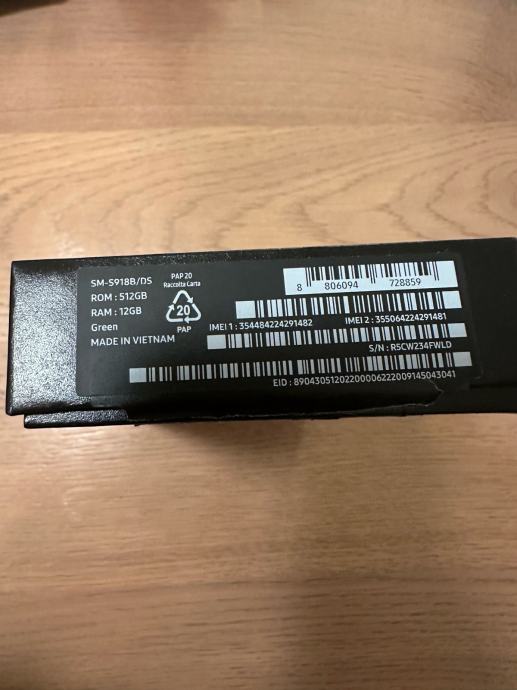 SM-S918B/DS
ROM : 512GB
RAM : 12GB
Green
MADE IN VIETNAM
PAP 20
Raccolta Carta
20
PAP
8 806094 728859
IMEI 1 : 354484224291482
IMEI 2 : 355064224291481
S/N : R5CW234FWLD
EID : 89043051202200006222009145043041